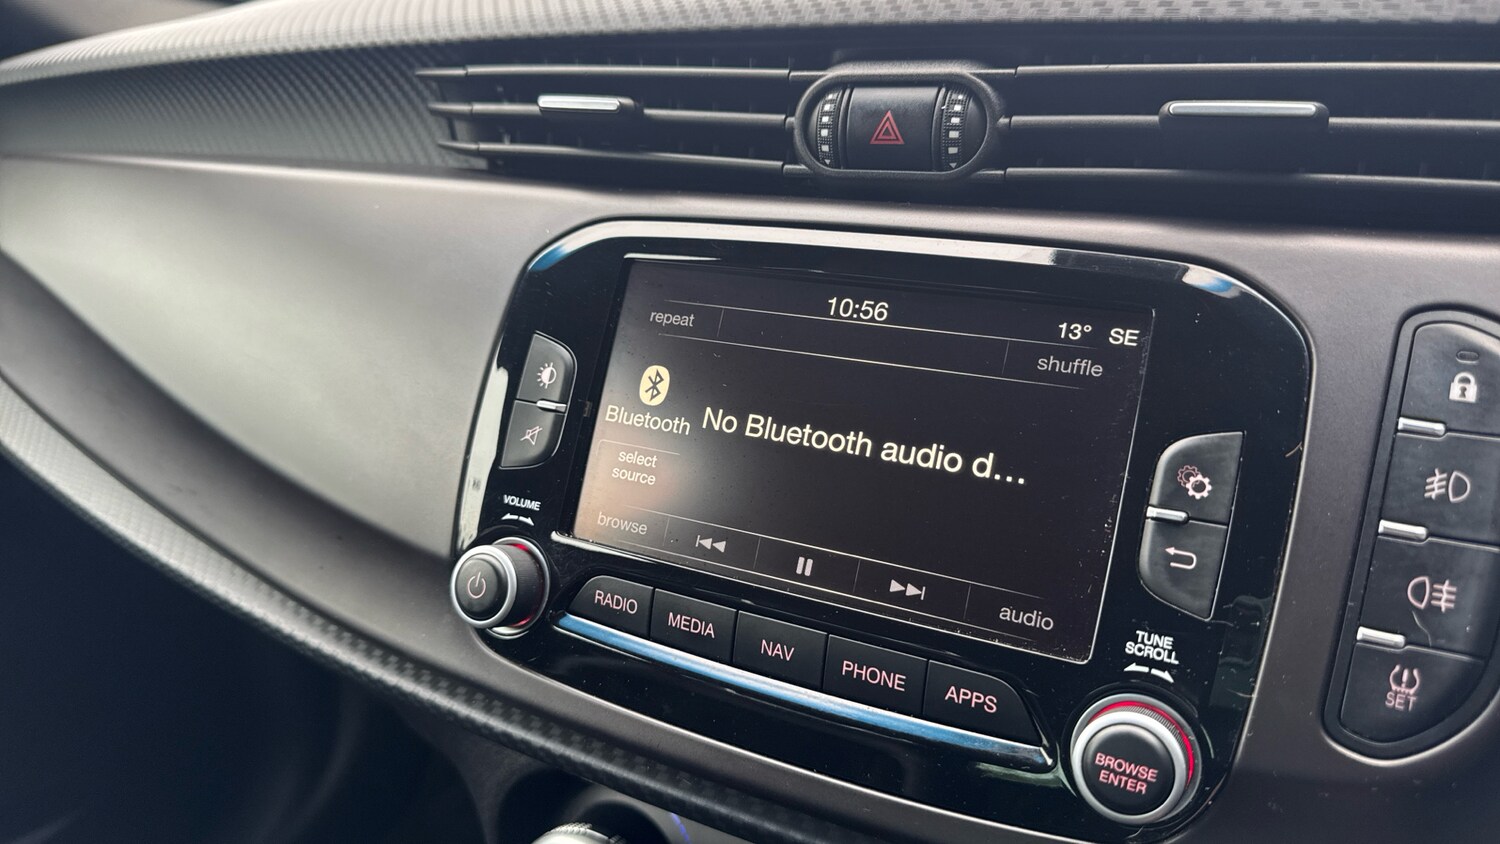 10:56
13° SE
repeat
shuffle
Bluetooth
No Bluetooth audio d...
select
source
browse
audio
VOLUME
RADIO
MEDIA
NAV
PHONE
APPS
TUNE
SCROLL
BROWSE
ENTER
SET